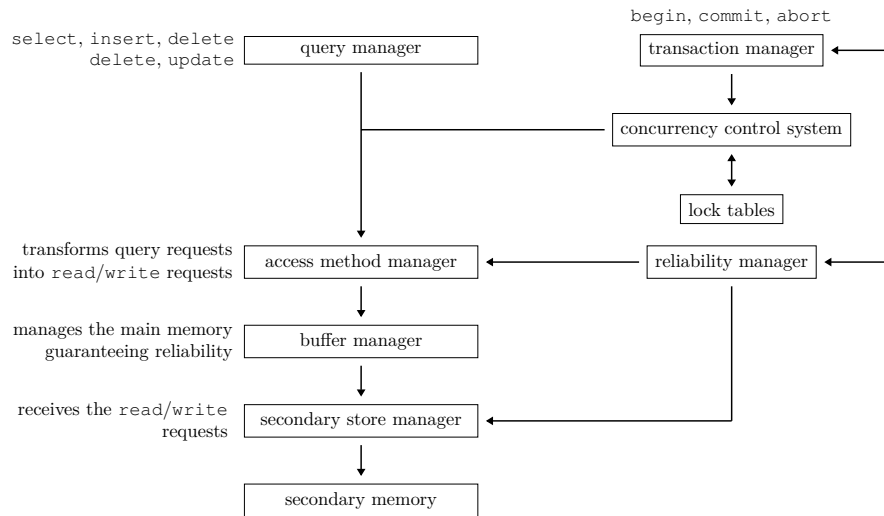 begin, commit, abort
select, insert, delete
delete, update
query manager
transaction manager
concurrency control system
lock tables
transforms query requests
into read/write requests
access method manager
reliability manager
manages the main memory
guaranteeing reliability
buffer manager
receives the read/write
requests
secondary store manager
secondary memory